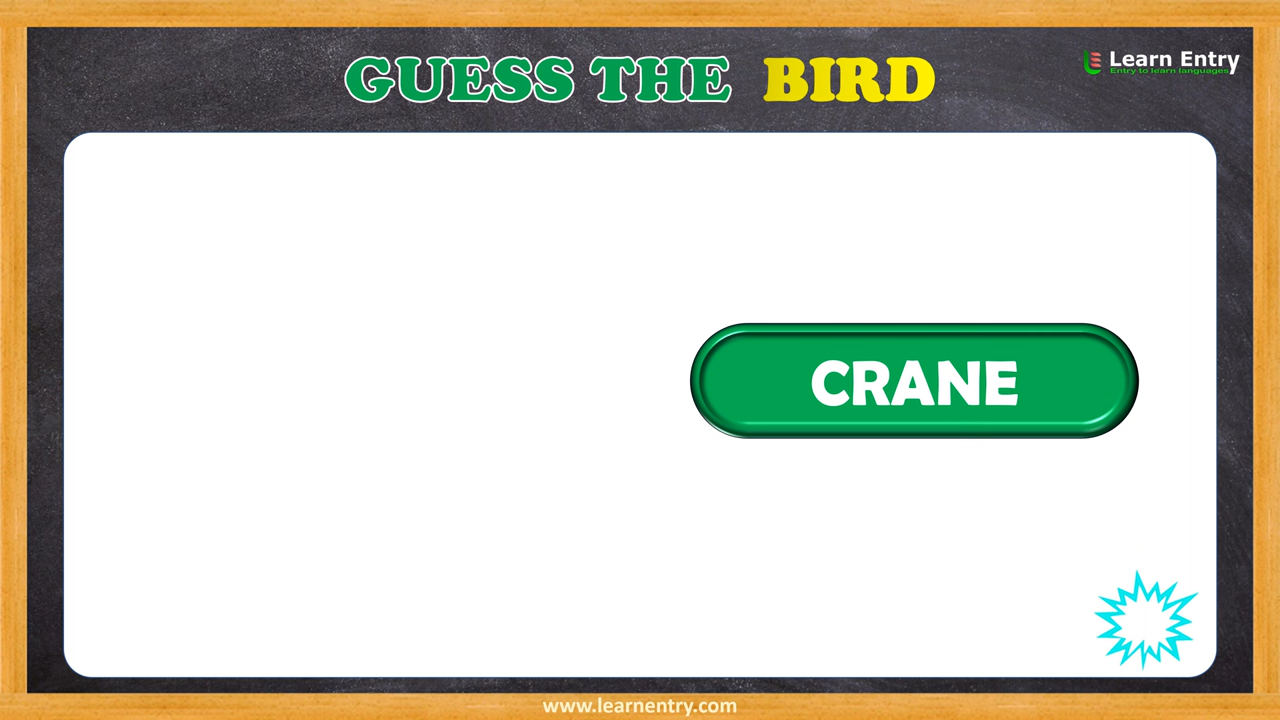 GUESS THE BIRD
Learn Entry
Entry to learn languages
CRANE
www.learnentry.com